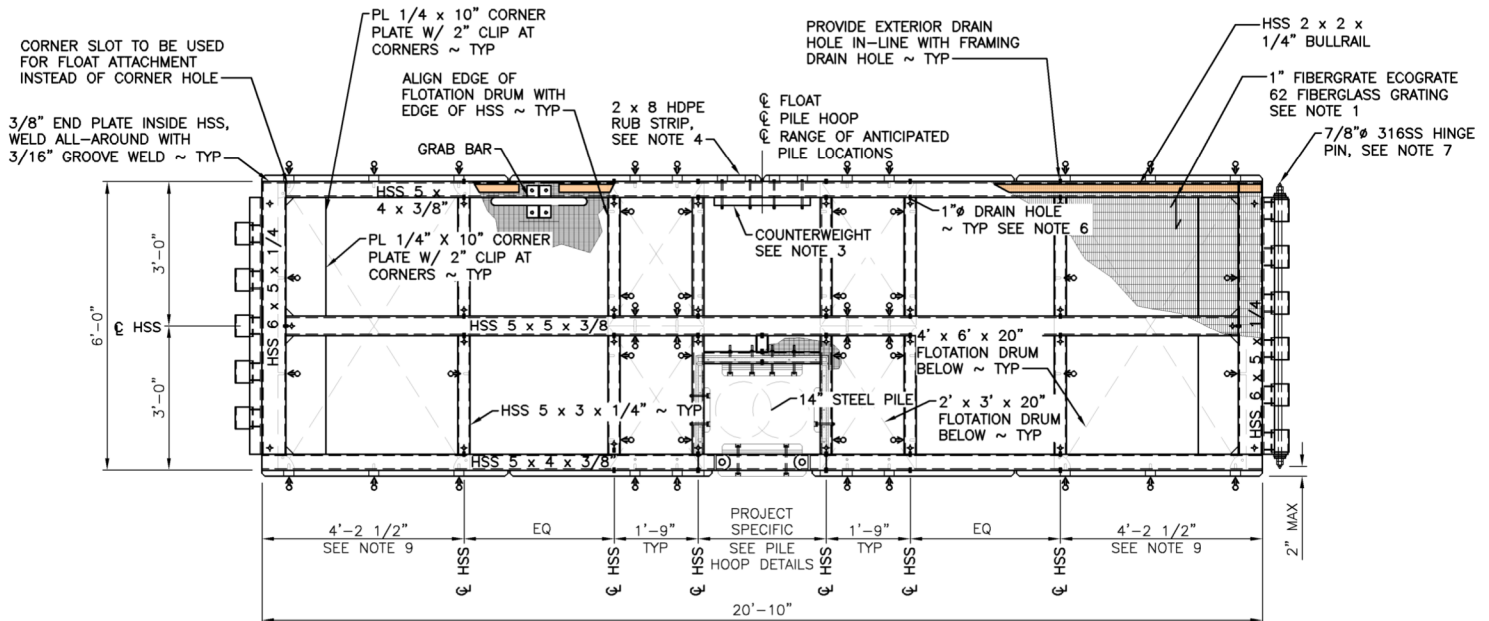 CORNER SLOT TO BE USED
FOR FLOAT ATTACHMENT
INSTEAD OF CORNER HOLE
3/8" END PLATE INSIDE HSS,
WELD ALL-AROUND WITH
3/16" GROOVE WELD ~ TYP
PL 1/4 x 10" CORNER
PLATE W/ 2" CLIP AT
CORNERS ~ TYP
ALIGN EDGE OF
FLOTATION DRUM WITH
EDGE OF HSS ~ TYP
GRAB BAR
2 x 8 HDPE
RUB STRIP,
SEE NOTE 4
℄ FLOAT
℄ PILE HOOP
℄ RANGE OF ANTICIPATED
PILE LOCATIONS
PROVIDE EXTERIOR DRAIN
HOLE IN-LINE WITH FRAMING
DRAIN HOLE ~ TYP
HSS 2 x 2 x
1/4" BULLRAIL
1" FIBERGRATE ECOGRATE
62 FIBERGLASS GRATING
SEE NOTE 1
7/8"ø 316SS HINGE
PIN, SEE NOTE 7
HSS 5 x
4 x 3/8"
PL 1/4" X 10" CORNER
PLATE W/ 2" CLIP AT
CORNERS ~ TYP
COUNTERWEIGHT
SEE NOTE 3
1"ø DRAIN HOLE
~ TYP SEE NOTE 6
3'-0"
6'-0"
3'-0"
℄ HSS
HSS 6 x 5 x 1/4
HSS 5 x 5 x 3/8
4' x 6' x 20"
FLOTATION DRUM
BELOW ~ TYP
HSS 6 x 5 x 1/4
HSS 5 x 3 x 1/4" ~ TYP
14" STEEL PILE
2' x 3' x 20"
FLOTATION DRUM
BELOW ~ TYP
HSS 5 x 4 x 3/8"
4'-2 1/2"
SEE NOTE 9
EQ
1'-9"
TYP
PROJECT
SPECIFIC
SEE PILE
HOOP DETAILS
1'-9"
TYP
EQ
4'-2 1/2"
SEE NOTE 9
2" MAX
℄ HSS
℄ HSS
℄ HSS
℄ HSS
℄ HSS
℄ HSS
20'-10"